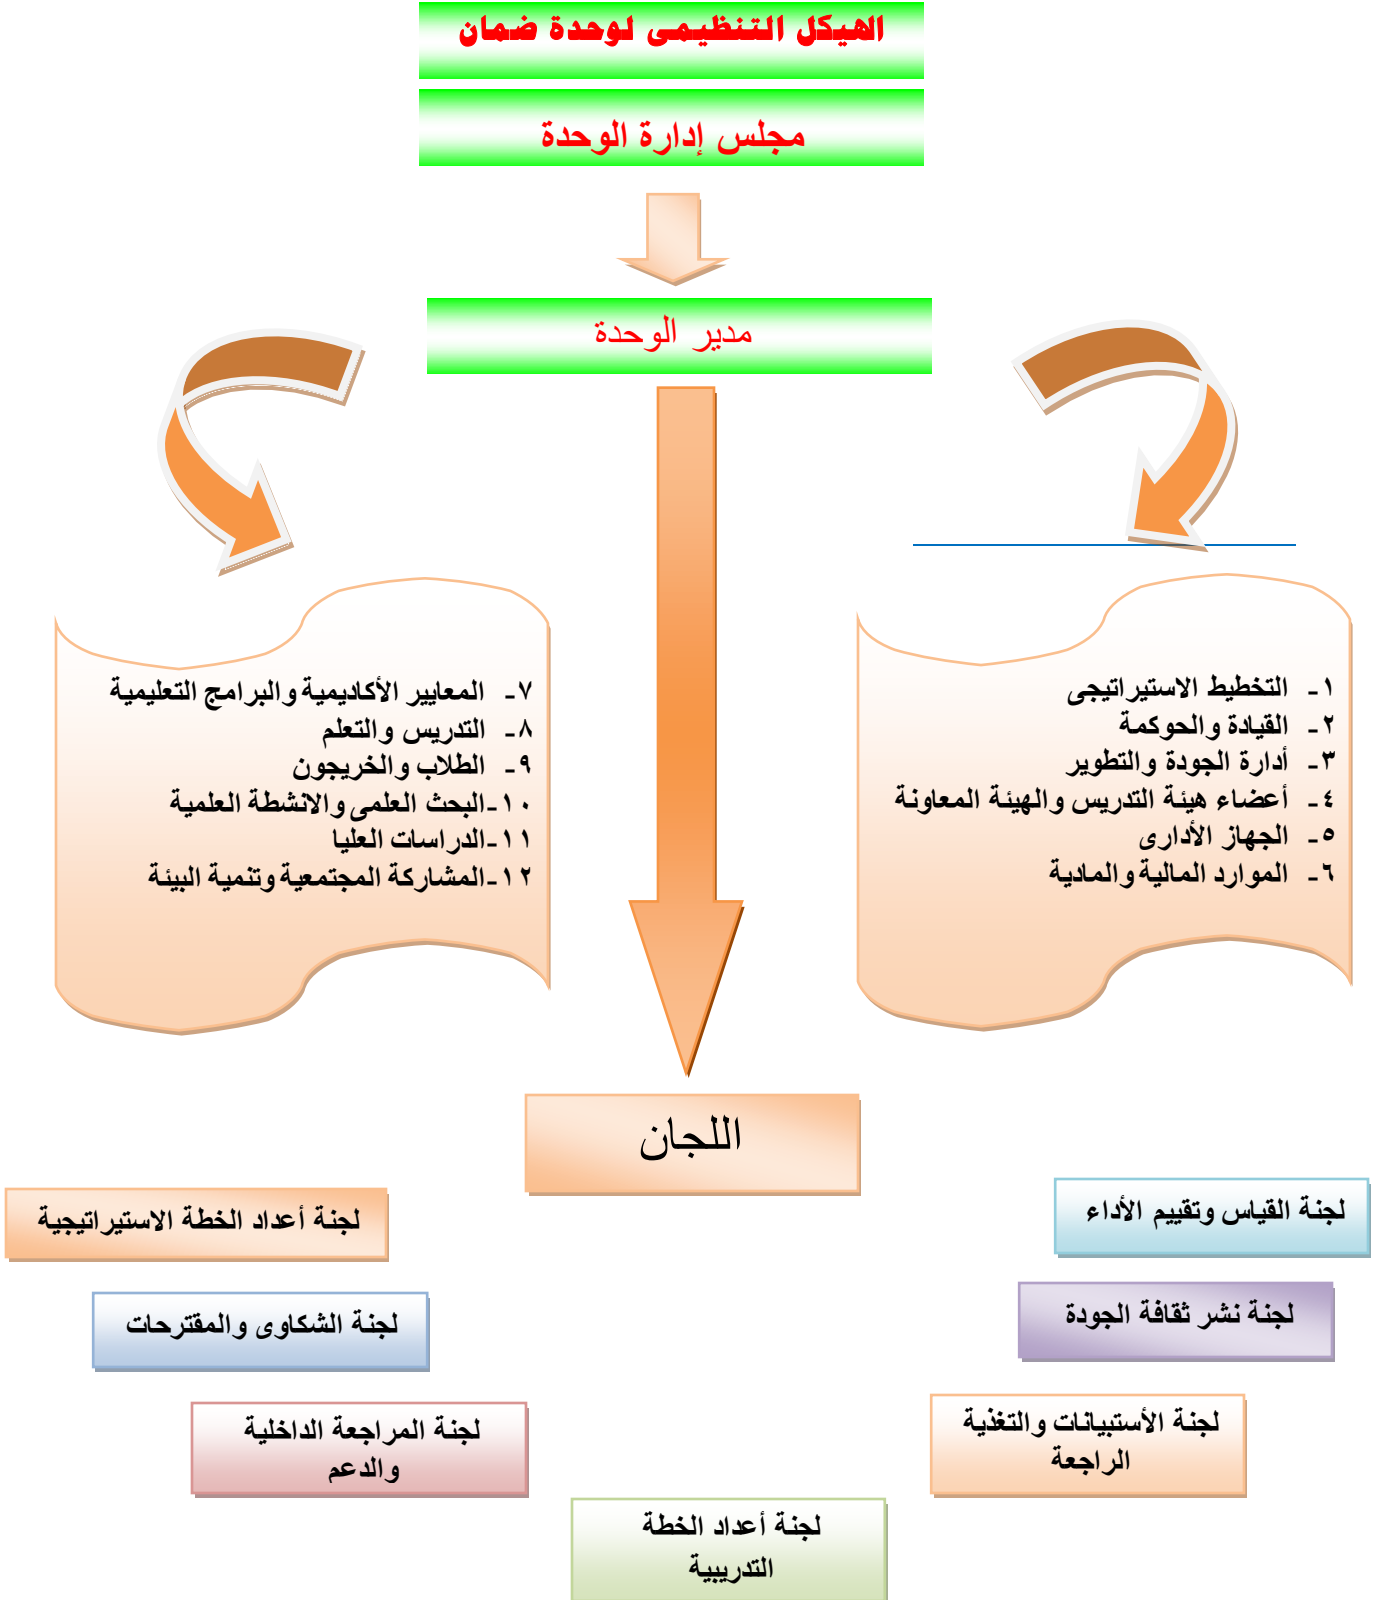 الهيكل التنظيمى لوحدة ضمان
مجلس إدارة الوحدة
مدير الوحدة
١- التخطيط الاستيراتيجى
٢- القيادة والحوكمة
٣- أدارة الجودة والتطوير
٤- أعضاء هيئة التدريس والهيئة المعاونة
٥- الجهاز الأدارى
٦- الموارد المالية والمادية
٧- المعايير الأكاديمية والبرامج التعليمية
٨- التدريس والتعلم
٩- الطلاب والخريجون
١٠-البحث العلمى والانشطة العلمية
١١-الدراسات العليا
١٢-المشاركة المجتمعية وتنمية البيئة
اللجان
لجنة القياس وتقييم الأداء
لجنة أعداد الخطة الاستيراتيجية
لجنة نشر ثقافة الجودة
لجنة الشكاوى والمقترحات
لجنة الأستبيانات والتغذية
الراجعة
لجنة المراجعة الداخلية
والدعم
لجنة أعداد الخطة
التدريبية